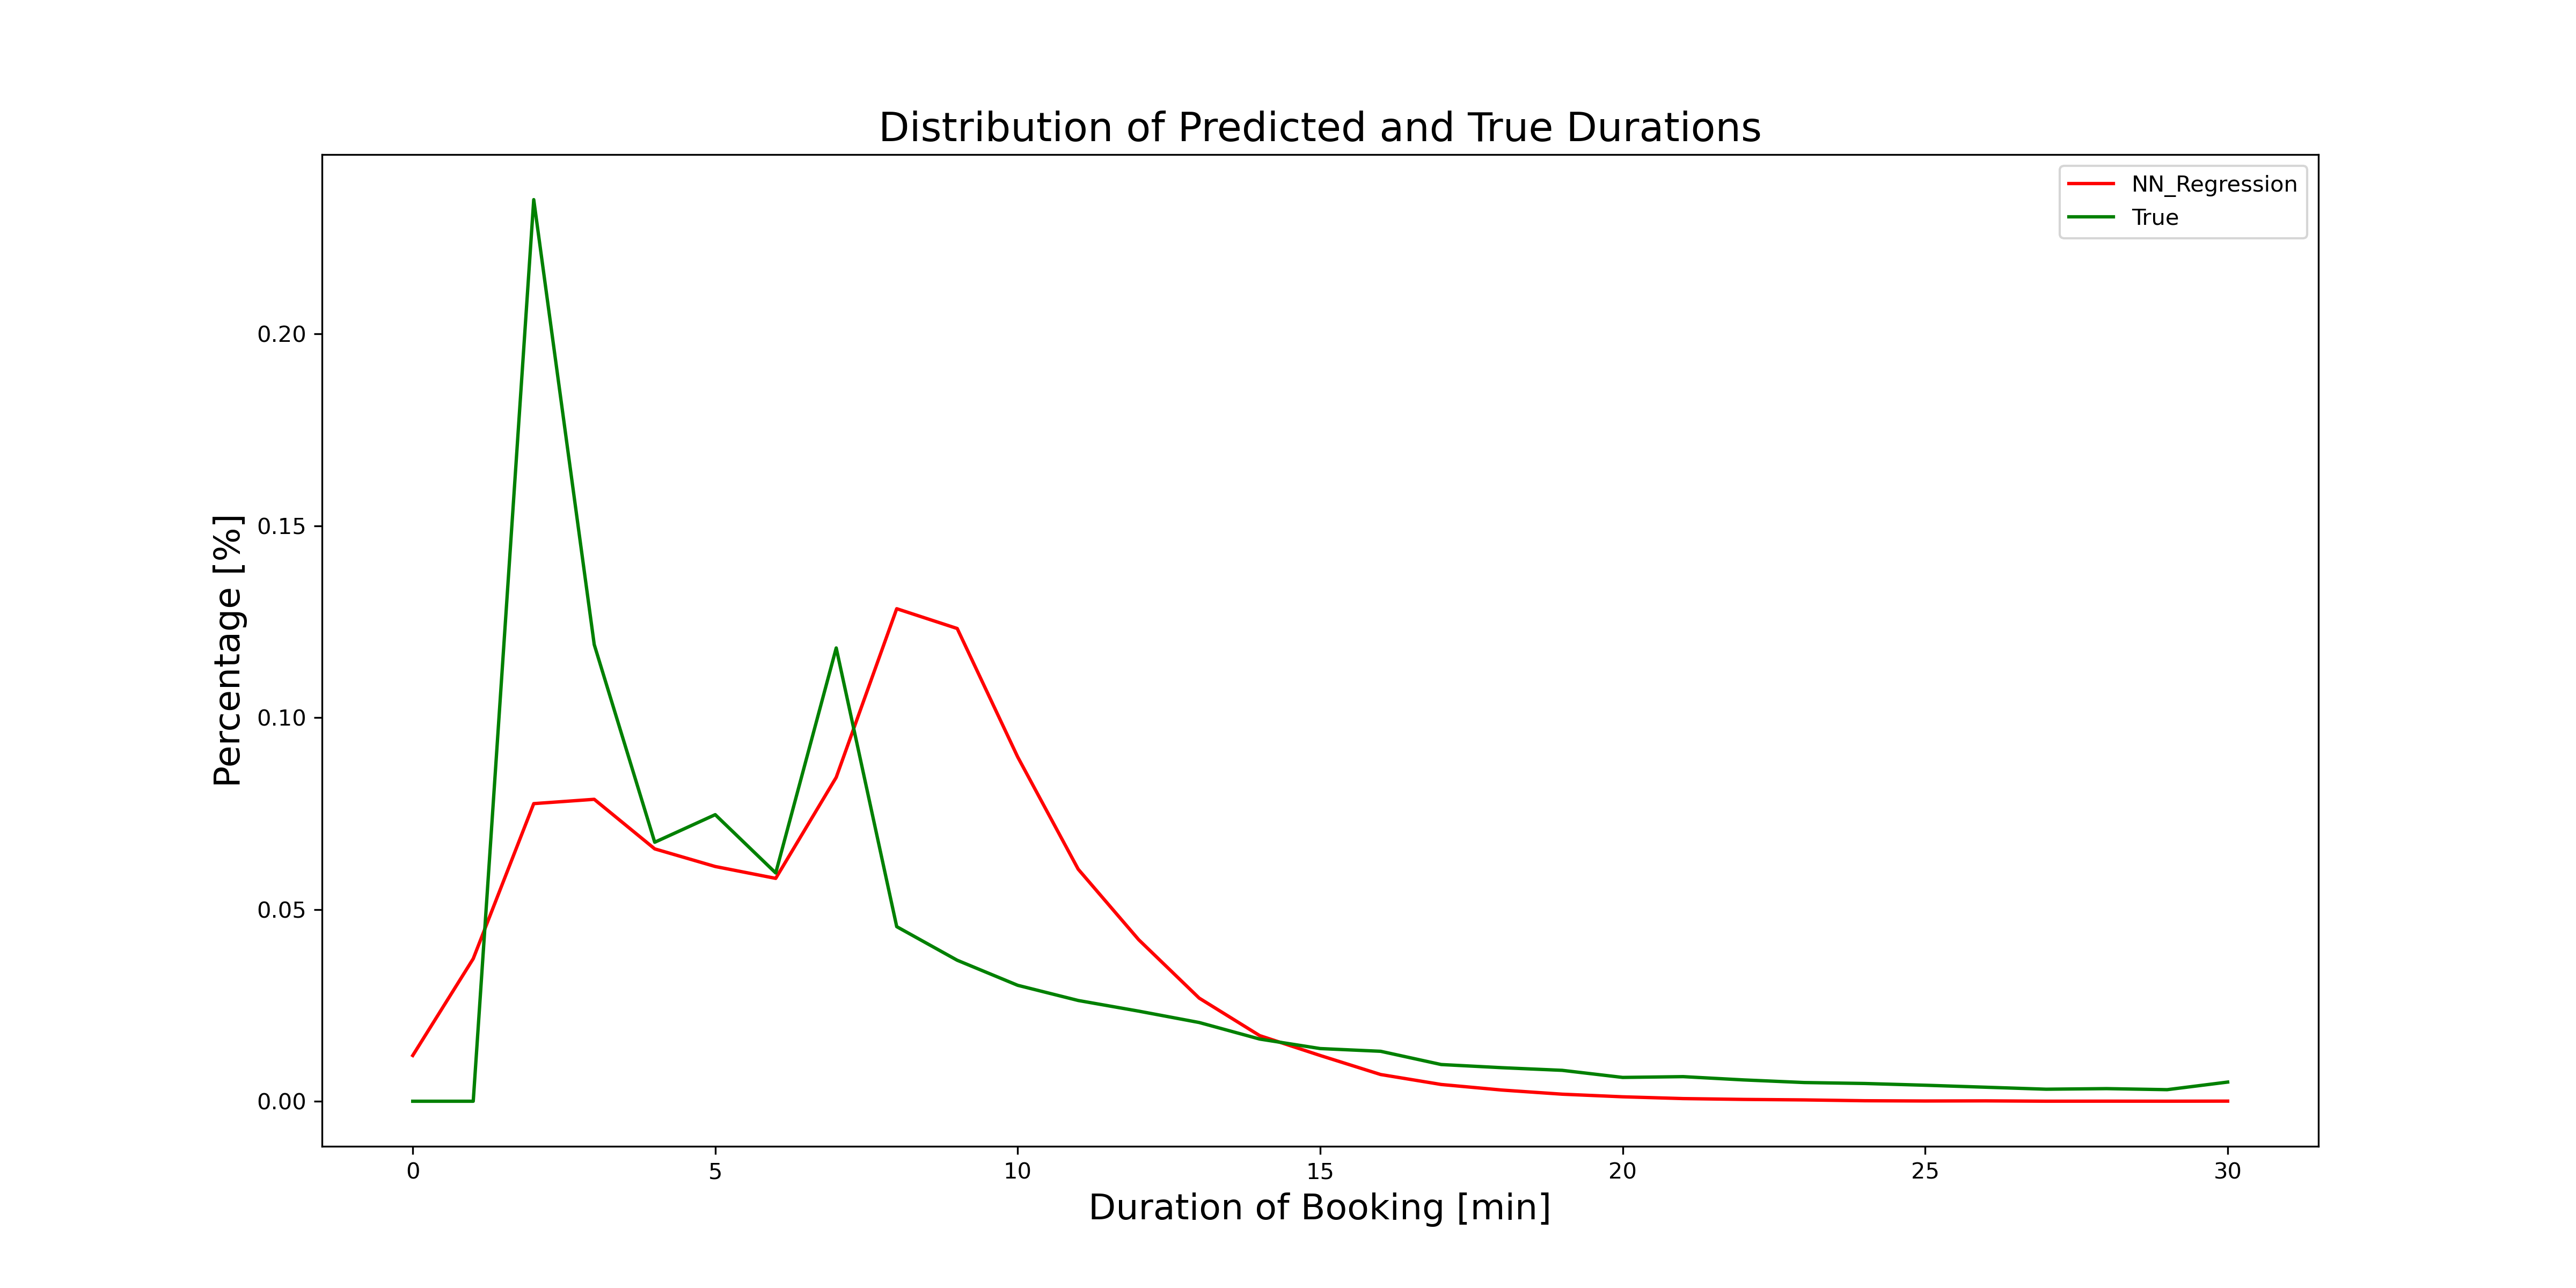 Distribution of Predicted and True Durations
NN_Regression
True
Percentage [%]
0.20
0.15
0.10
0.05
0.00
0 5 10 15 20 25 30
Duration of Booking [min]